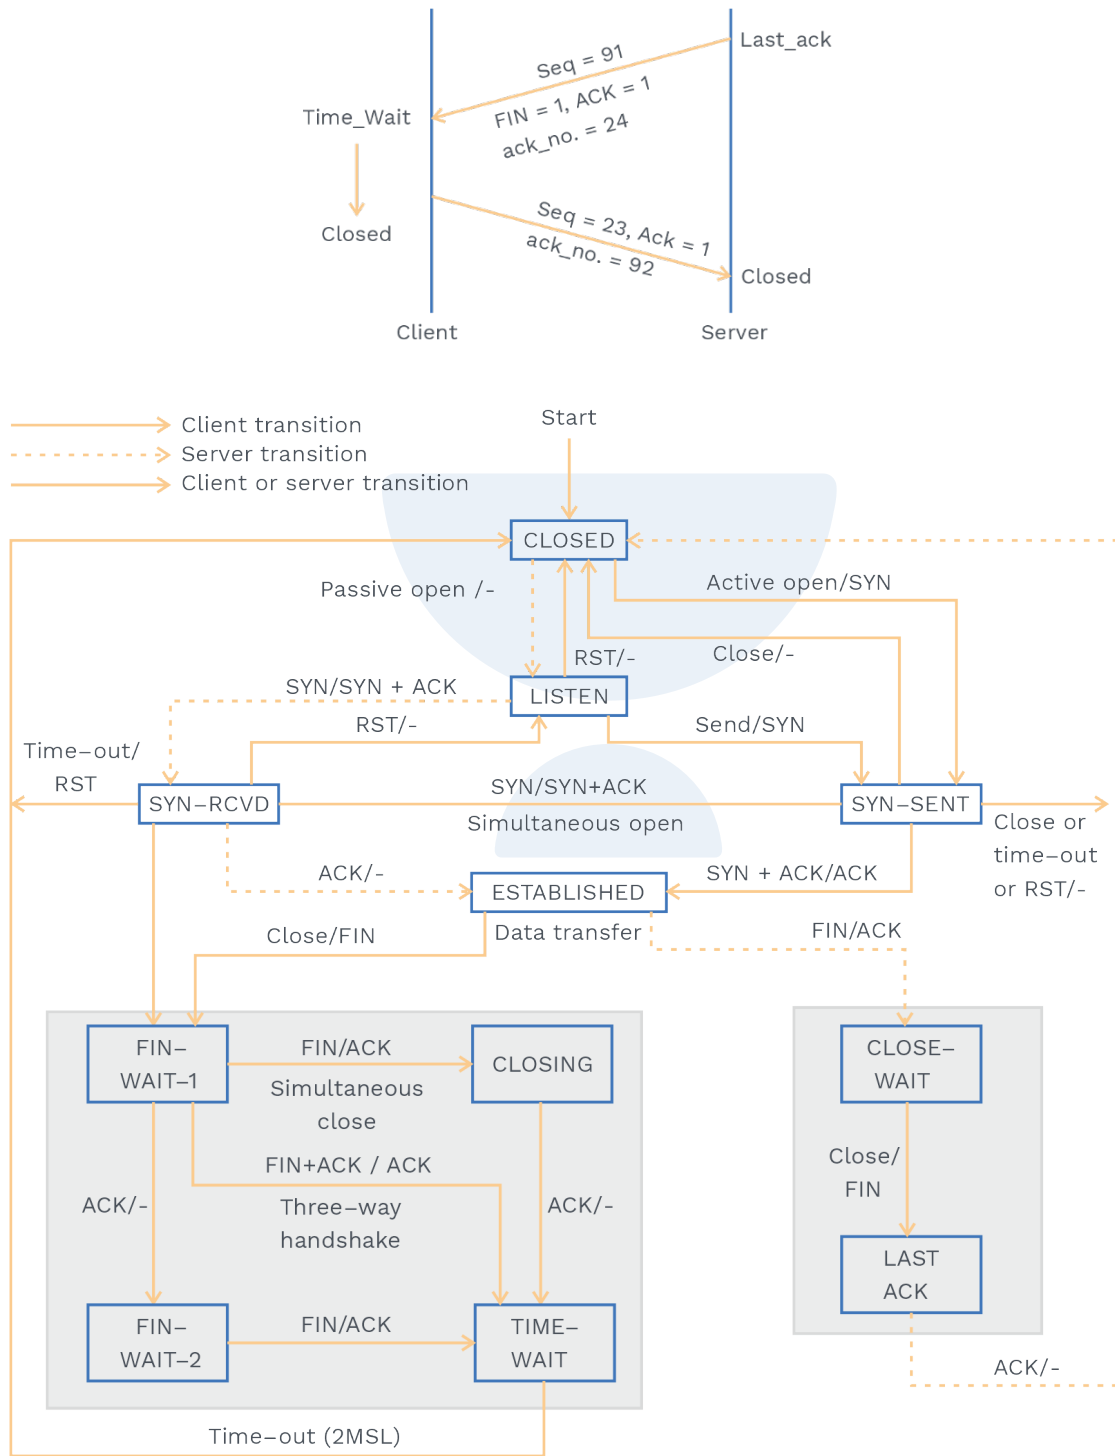 Last_ack
Seq = 91
FIN = 1, ACK = 1
ack_no. = 24
Time_Wait
Closed
Seq = 23, Ack = 1
ack_no. = 92
Closed
Client
Server
Client transition
Server transition
Client or server transition
Start
CLOSED
Passive open /-
Active open/SYN
RST/-
Close/-
SYN/SYN + ACK
LISTEN
RST/-
Send/SYN
Time-out/
RST
SYN-RCVD
SYN/SYN+ACK
Simultaneous open
SYN-SENT
Close or
time-out
or RST/-
ACK/-
ESTABLISHED
SYN + ACK/ACK
Close/FIN
Data transfer
FIN/ACK
FIN-
WAIT-1
FIN/ACK
Simultaneous
close
CLOSING
CLOSE-
WAIT
FIN+ACK / ACK
Three-way
handshake
ACK/-
ACK/-
Close/
FIN
LAST
ACK
FIN-
WAIT-2
FIN/ACK
TIME-
WAIT
ACK/-
Time-out (2MSL)